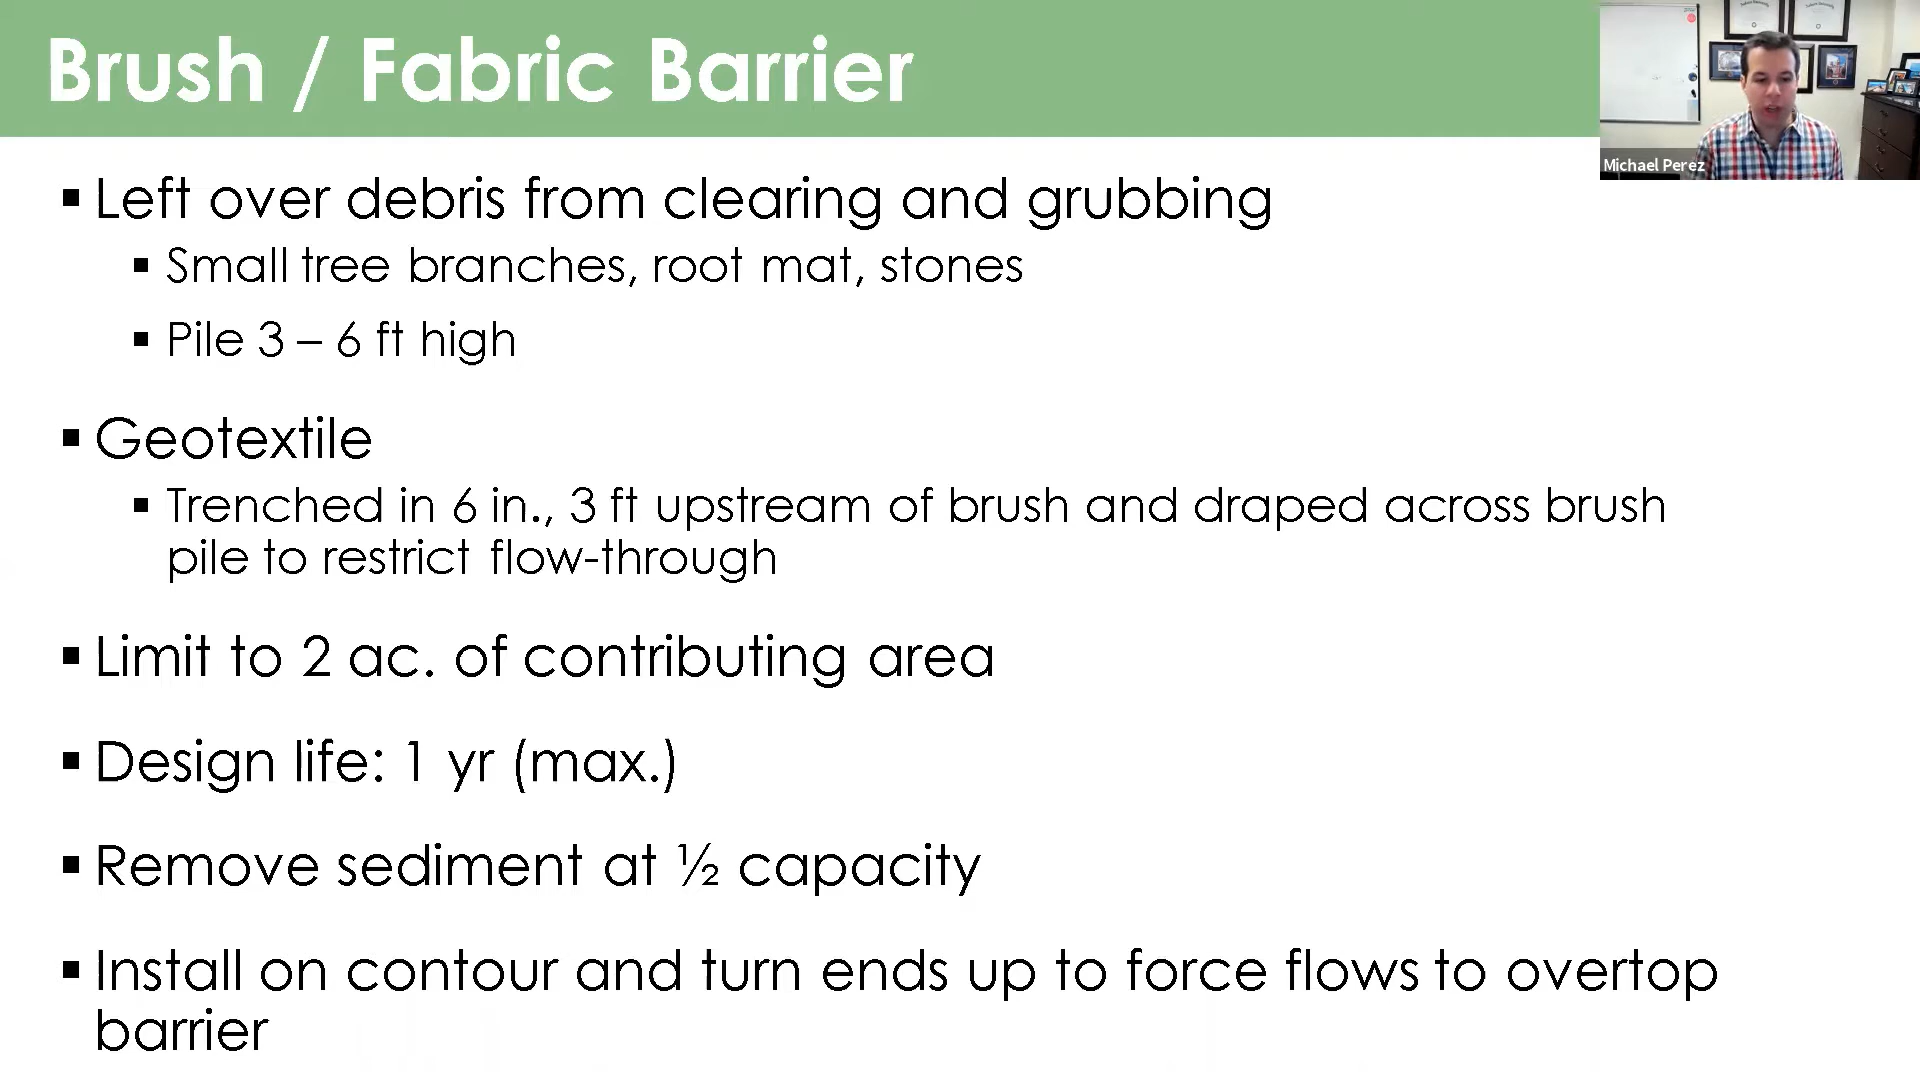 Brush / Fabric Barrier
Michael Perez
▪ Left over debris from clearing and grubbing
▪ Small tree branches, root mat, stones
▪ Pile 3 – 6 ft high
▪ Geotextile
▪ Trenched in 6 in., 3 ft upstream of brush and draped across brush
pile to restrict flow-through
▪ Limit to 2 ac. of contributing area
▪ Design life: 1 yr (max.)
▪ Remove sediment at ½ capacity
▪ Install on contour and turn ends up to force flows to overtop
barrier